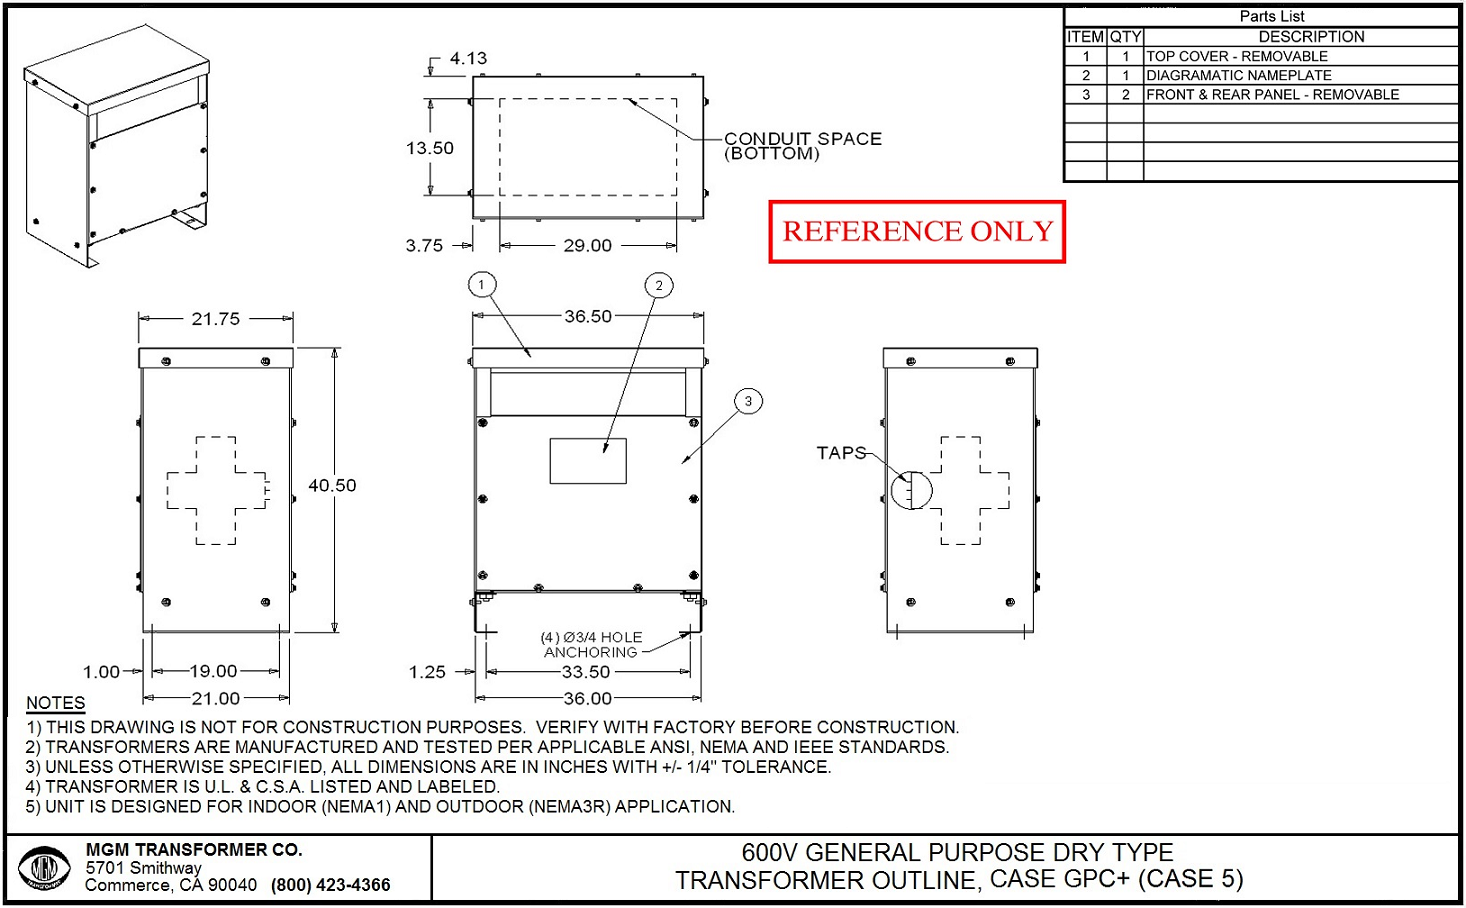 Parts List
ITEM QTY DESCRIPTION
1 1 TOP COVER - REMOVABLE
2 1 DIAGRAMATIC NAMEPLATE
3 2 FRONT & REAR PANEL - REMOVABLE
4.13
13.50
CONDUIT SPACE
(BOTTOM)
3.75
29.00
REFERENCE ONLY
1
2
21.75
36.50
3
TAPS
40.50
(4) Ø3/4 HOLE
ANCHORING
1.00
19.00
1.25
33.50
21.00
36.00
NOTES
1) THIS DRAWING IS NOT FOR CONSTRUCTION PURPOSES. VERIFY WITH FACTORY BEFORE CONSTRUCTION.
2) TRANSFORMERS ARE MANUFACTURED AND TESTED PER APPLICABLE ANSI, NEMA AND IEEE STANDARDS.
3) UNLESS OTHERWISE SPECIFIED, ALL DIMENSIONS ARE IN INCHES WITH +/- 1/4" TOLERANCE.
4) TRANSFORMER IS U.L. & C.S.A. LISTED AND LABELED.
5) UNIT IS DESIGNED FOR INDOOR (NEMA1) AND OUTDOOR (NEMA3R) APPLICATION.
MGM
MGM TRANSFORMER CO.
5701 Smithway
Commerce, CA 90040 (800) 423-4366
600V GENERAL PURPOSE DRY TYPE
TRANSFORMER OUTLINE, CASE GPC+ (CASE 5)